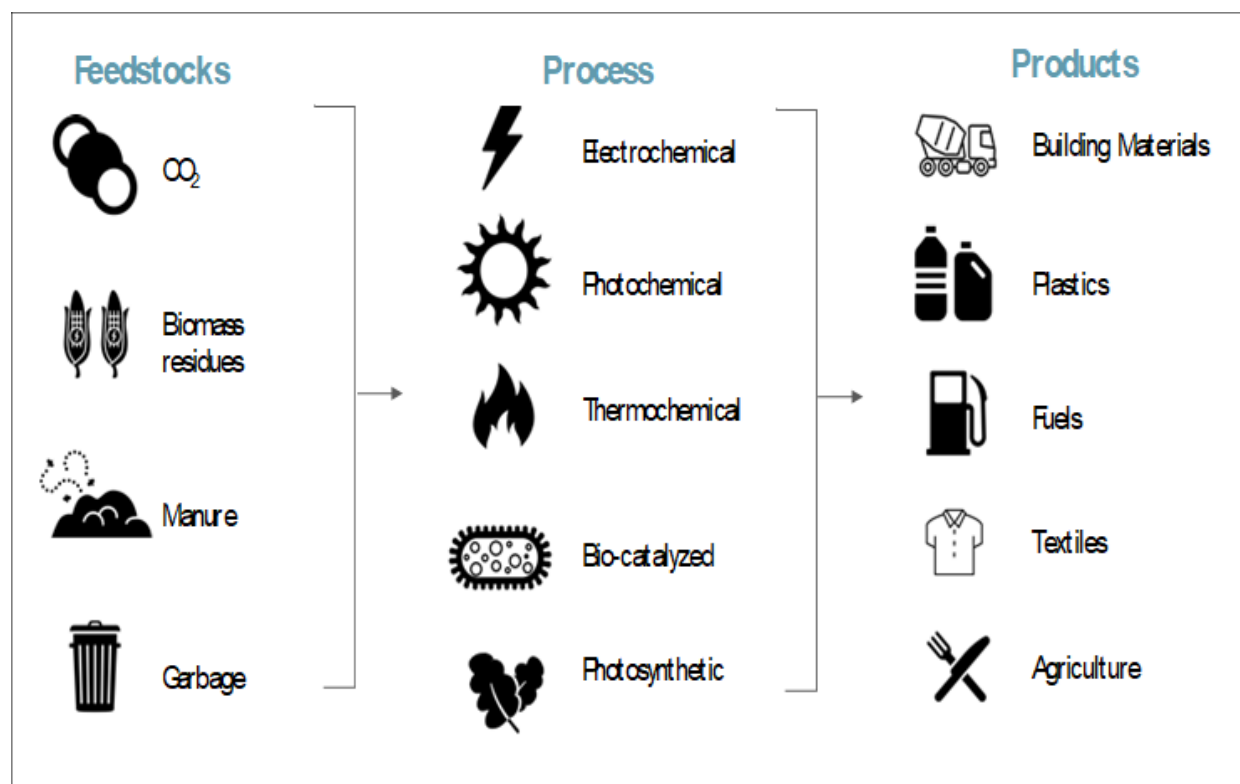 Feedstocks
CO₂
Biomass
residues
Manure
Garbage
Process
Electrochemical
Photochemical
Thermochemical
Bio-catalyzed
Photosynthetic
Products
Building Materials
Plastics
Fuels
Textiles
Agriculture